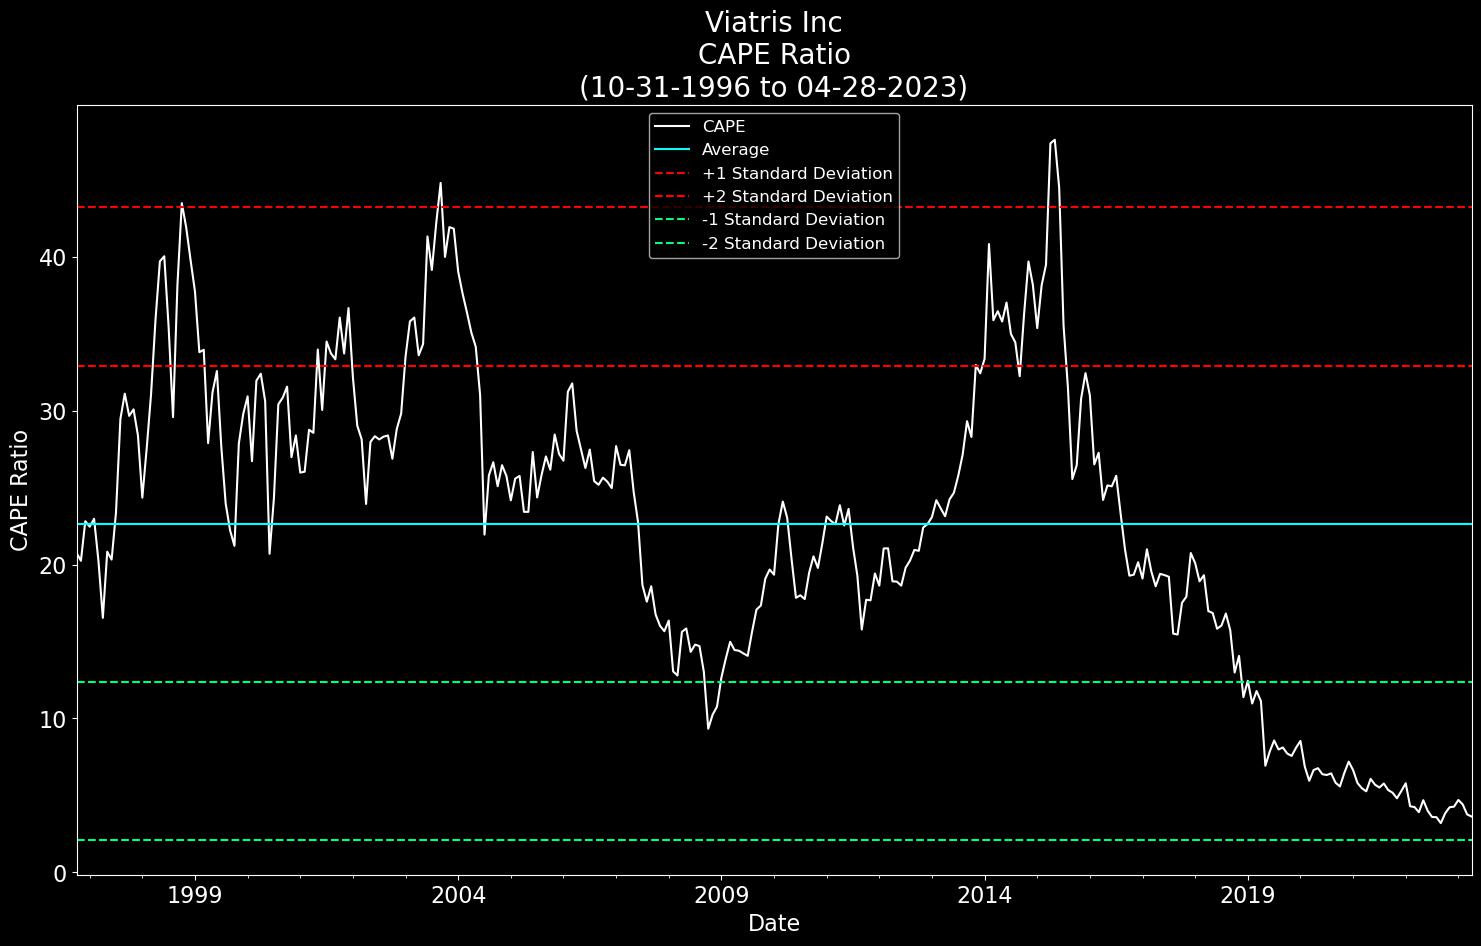 Viatris Inc
CAPE Ratio
(10-31-1996 to 04-28-2023)
CAPE
Average
+1 Standard Deviation
+2 Standard Deviation
-1 Standard Deviation
-2 Standard Deviation
CAPE Ratio
40
30
20
10
0
1999 2004 2009 2014 2019
Date